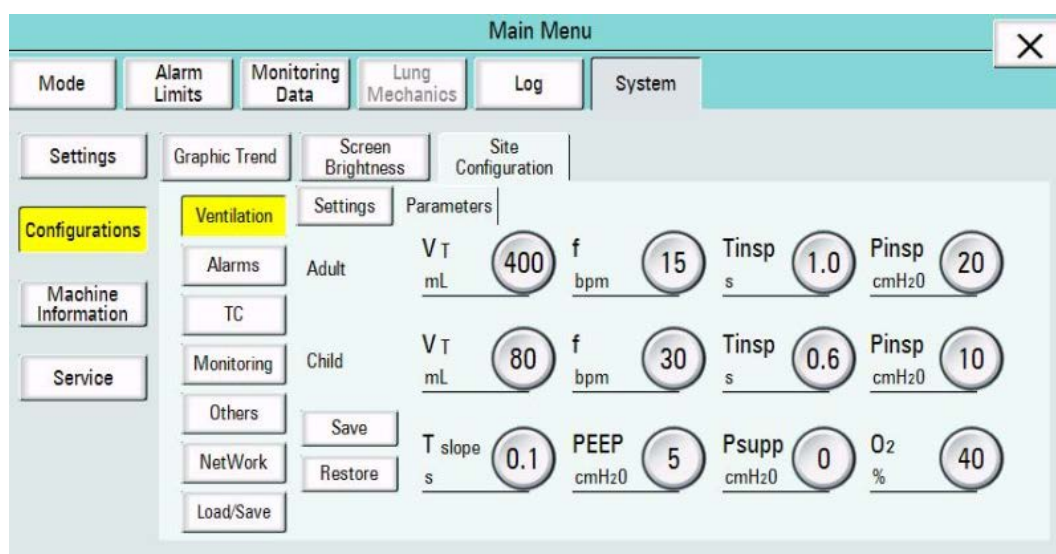 Main Menu
Mode
Alarm
Limits
Monitoring
Data
Lung
Mechanics
Log
System
Settings
Graphic Trend
Screen
Brightness
Site
Configuration
Configurations
Machine
Information
Service
Ventilation
Alarms
TC
Monitoring
Others
NetWork
Load/Save
Settings
Parameters
Adult
VT 400
mL
f 15
bpm
Tinsp 1.0
s
Pinsp 20
cmH2O
Child
VT 80
mL
f 30
bpm
Tinsp 0.6
s
Pinsp 10
cmH2O
Save
Restore
T slope 0.1
s
PEEP 5
cmH2O
Psupp 0
cmH2O
O2 40
%